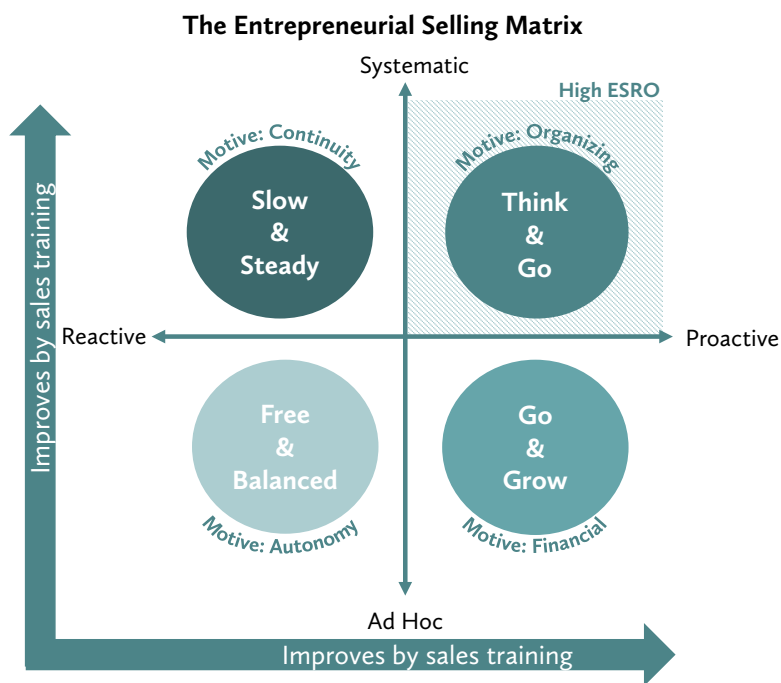 The Entrepreneurial Selling Matrix
Systematic
High ESRO
Motive: Continuity
Slow
&
Steady
Motive: Organizing
Think
&
Go
Improves by sales training
Reactive
Proactive
Free
&
Balanced
Motive: Autonomy
Go
&
Grow
Motive: Financial
Ad Hoc
Improves by sales training